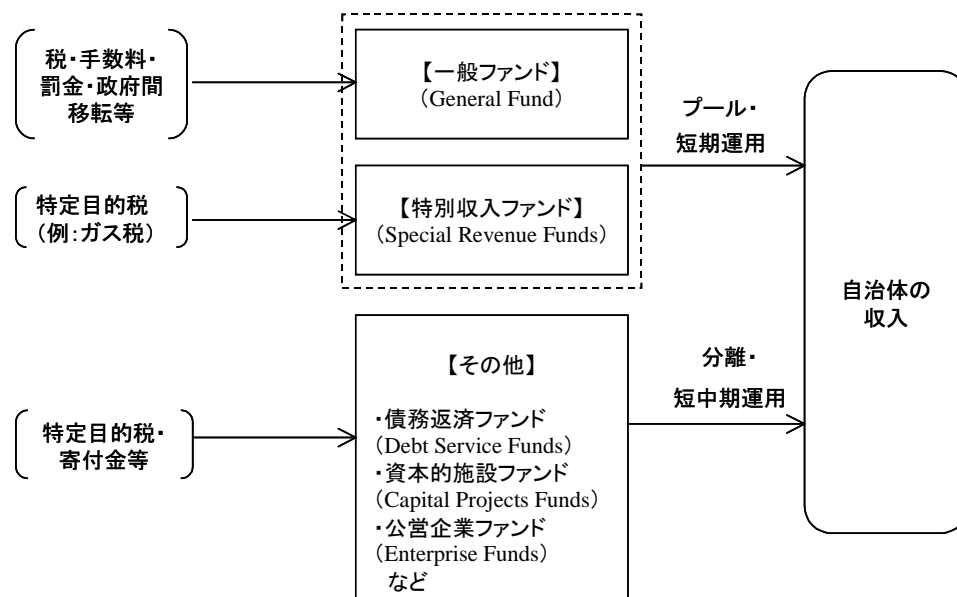 税・手数料・
罰金・政府間
移転等
【一般ファンド】
(General Fund)
プール・
短期運用
特定目的税
(例:ガス税)
【特別収入ファンド】
(Special Revenue Funds)
自治体の
収入
【その他】
・債務返済ファンド
(Debt Service Funds)
・資本的施設ファンド
(Capital Projects Funds)
・公営企業ファンド
(Enterprise Funds)
など
分離・
短中期運用
特定目的税・
寄付金等